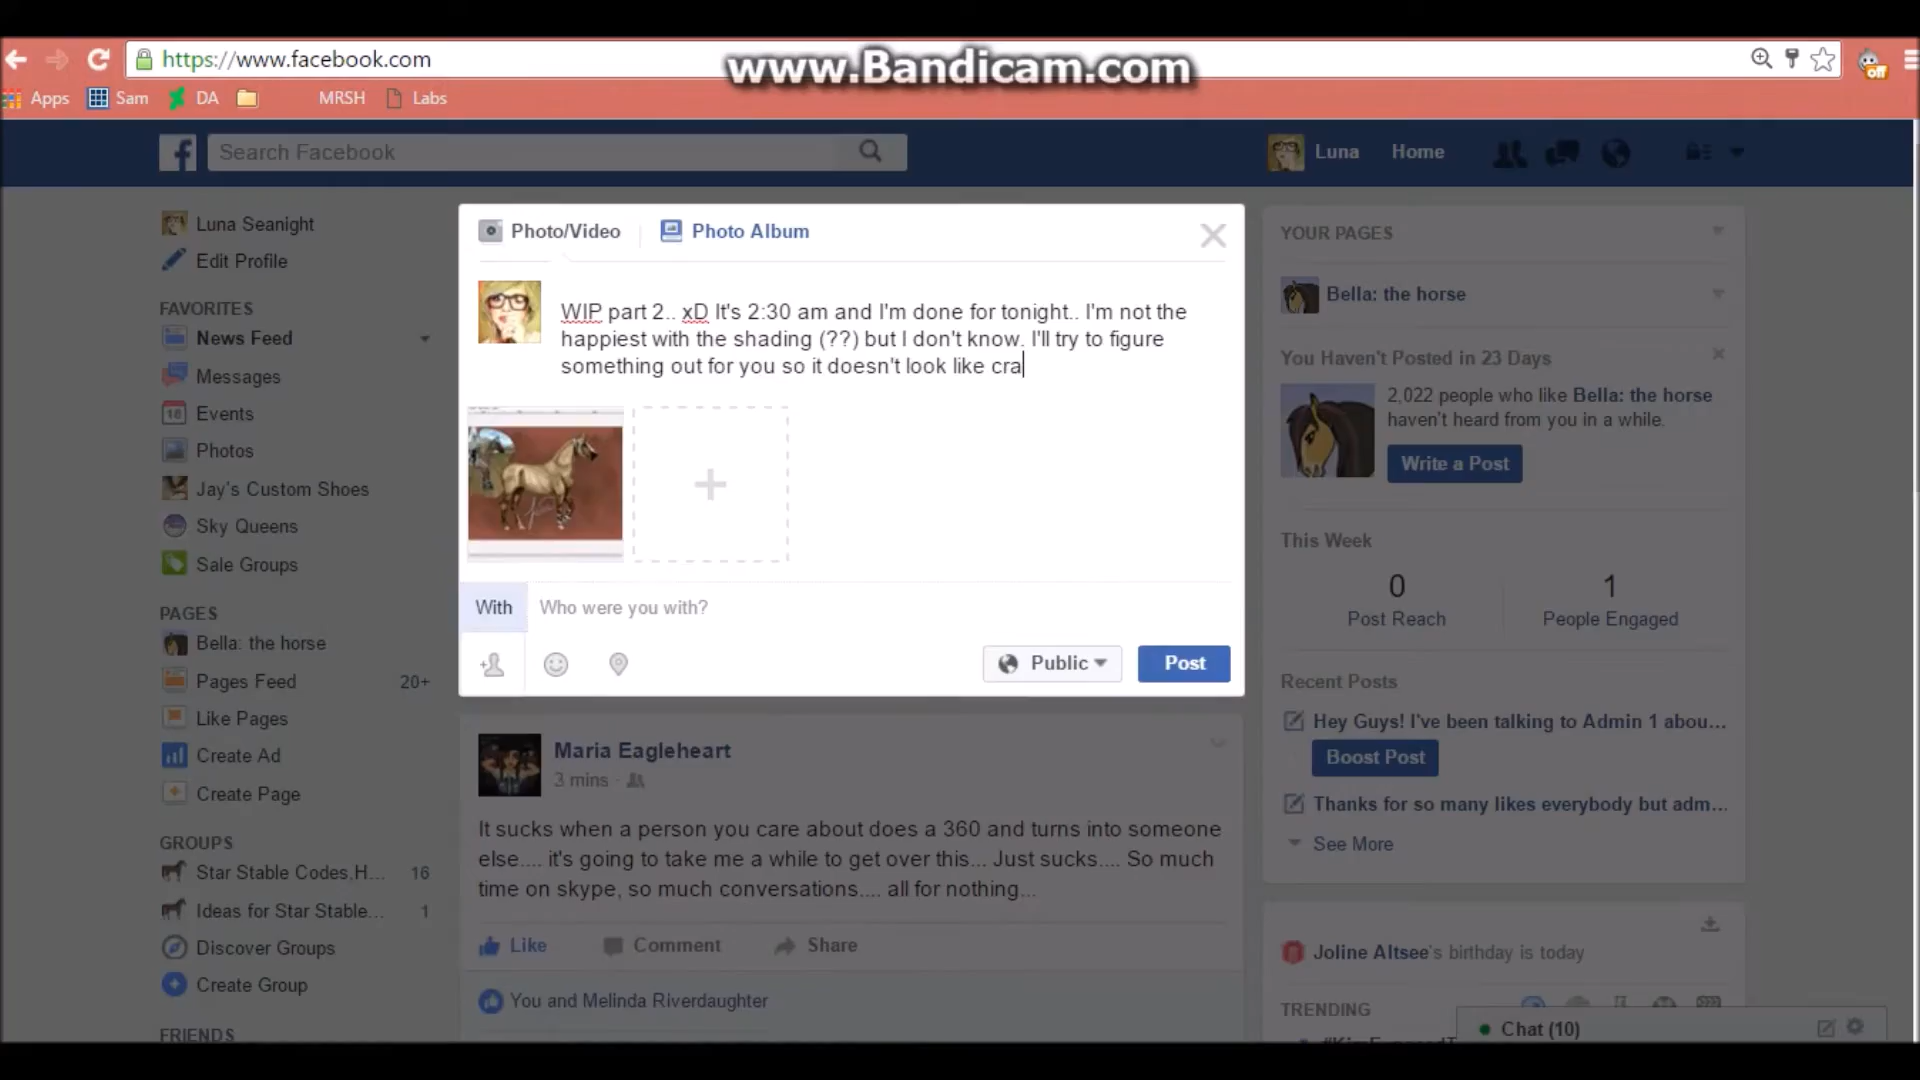 https://www.facebook.com
www.Bandicam.com
off
Apps
Sam
DA
MRSH
Labs
Search Facebook
Luna
Home
Luna Seanight
Edit Profile
FAVORITES
News Feed
Messages
18
Events
Photos
Jay's Custom Shoes
Sky Queens
Sale Groups
PAGES
Bella: the horse
Pages Feed 20+
Like Pages
Create Ad
Create Page
GROUPS
Star Stable Codes,H... 16
Ideas for Star Stable... 1
Discover Groups
Create Group
FRIENDS
Photo/Video
Photo Album
WIP part 2.. xD It's 2:30 am and I'm done for tonight.. I'm not the
happiest with the shading (??) but I don't know. I'll try to figure
something out for you so it doesn't look like cra
With
Who were you with?
Public
Post
Maria Eagleheart
3 mins ·
It sucks when a person you care about does a 360 and turns into someone
else.... it's going to take me a while to get over this... Just sucks.... So much
time on skype, so much conversations.... all for nothing...
Like
Comment
Share
You and Melinda Riverdaughter
YOUR PAGES
Bella: the horse
You Haven't Posted in 23 Days
2,022 people who like Bella: the horse
haven't heard from you in a while.
Write a Post
This Week
0
Post Reach
1
People Engaged
Recent Posts
Hey Guys! I've been talking to Admin 1 abou...
Boost Post
Thanks for so many likes everybody but adm...
See More
Joline Altsee's birthday is today
TRENDING
Chat (10)